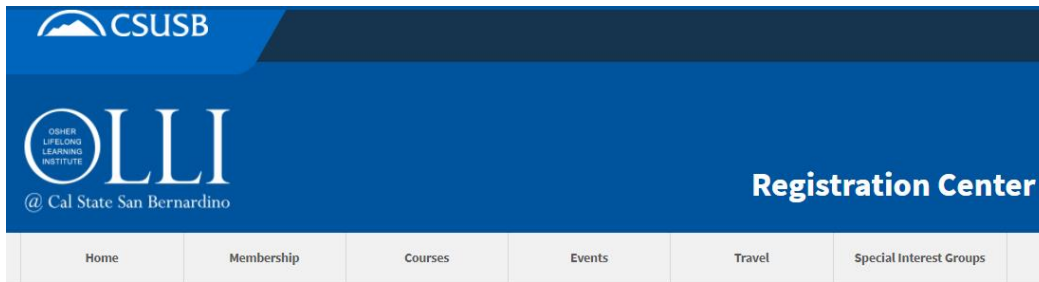 CSUSB
OSHER
LIFELONG
LEARNING
INSTITUTE
OLLI
@ Cal State San Bernardino
Registration Center
Home Membership Courses Events Travel Special Interest Groups